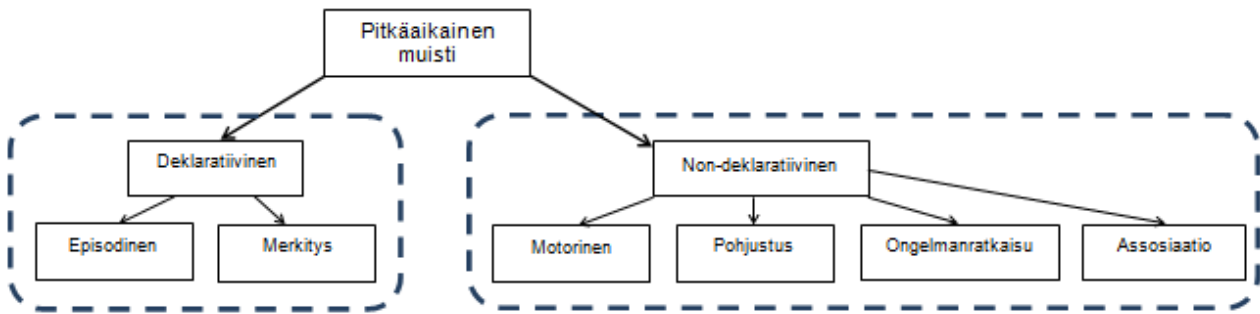 Pitkäaikainen
muisti
Deklaratiivinen
Non-deklaratiivinen
Episodinen
Merkitys
Motorinen
Pohjustus
Ongelmanratkaisu
Assosiaatio